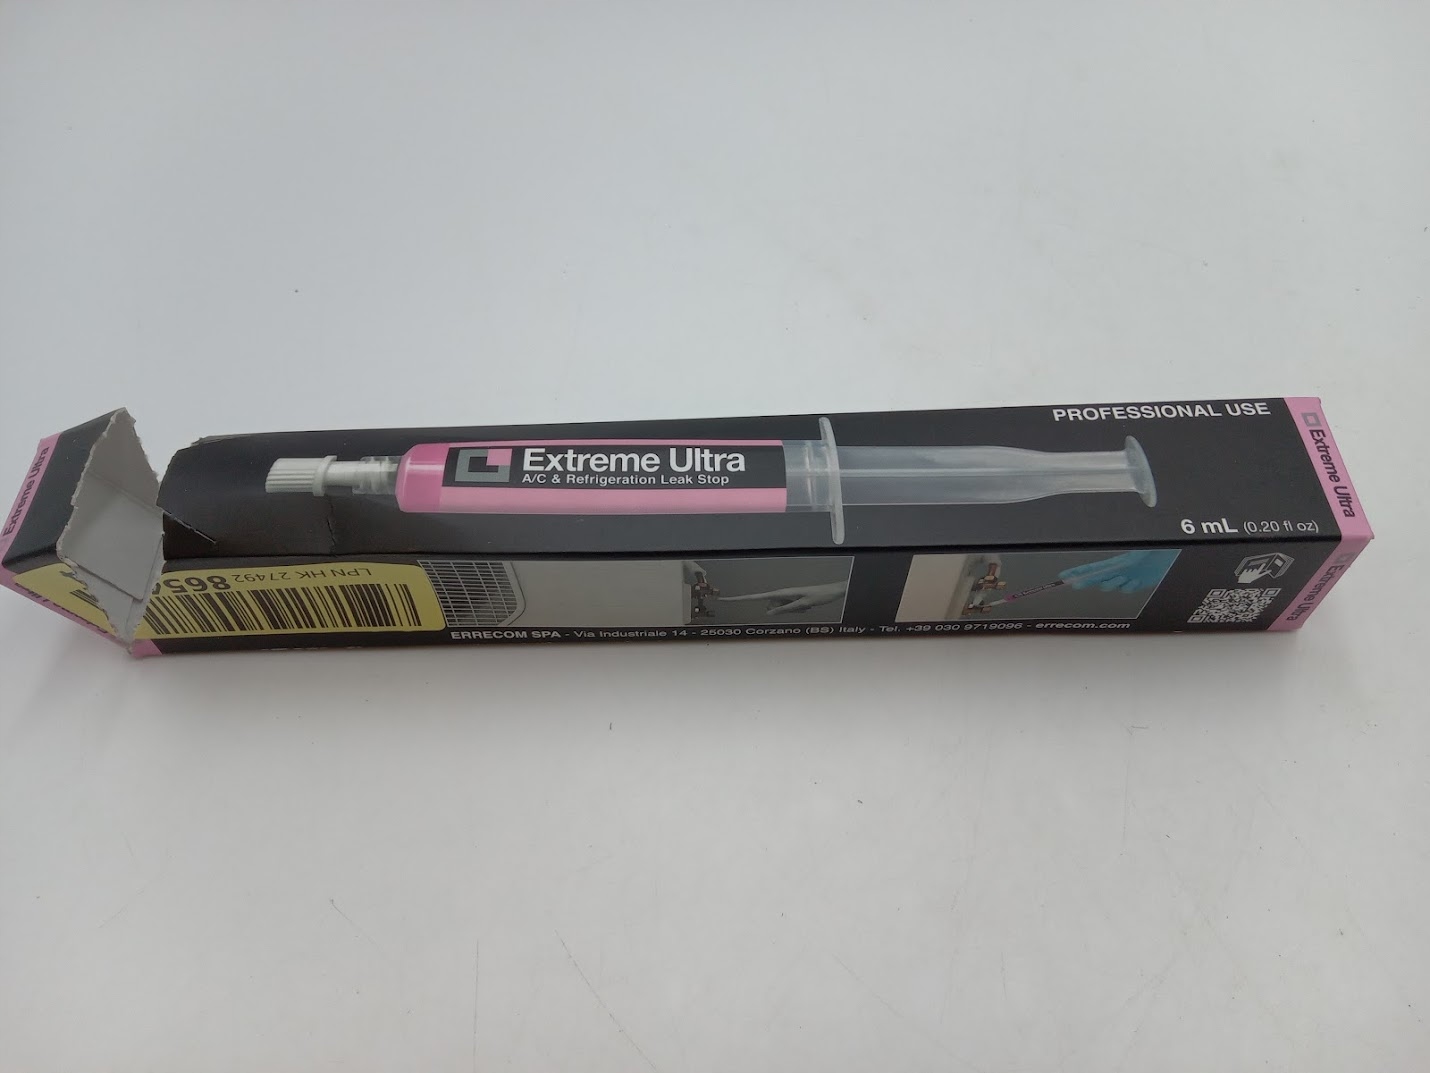 PROFESSIONAL USE
Extreme Ultra
A/C & Refrigeration Leak Stop
6 mL (0.20 fl oz)
Extreme Ultra
Extreme Ultra
Extreme Ultra
LPN HK 27492
ERRECOM SPA - Via Industriale 14 - 25030 Corzano (BS) Italy - Tel. +39 030 9719096 - errecom.com